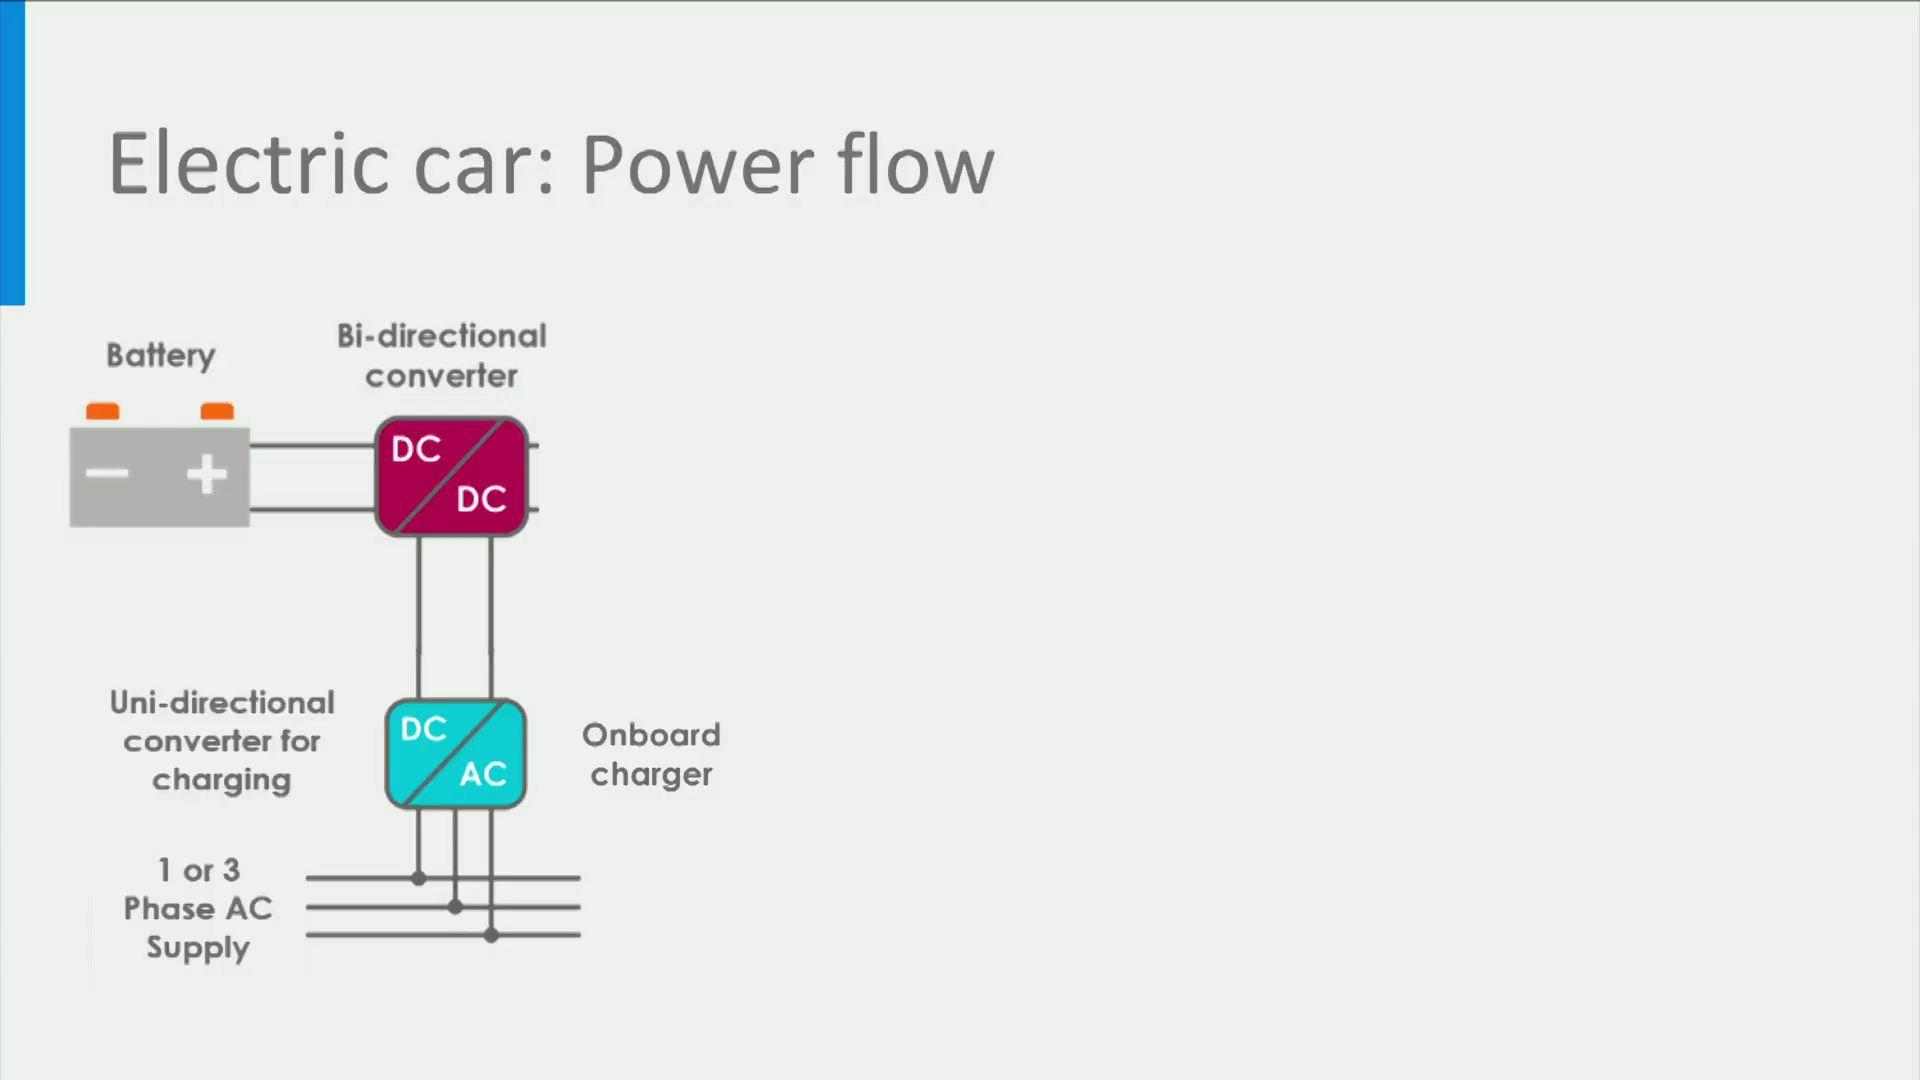 Electric car: Power flow
Battery
Bi-directional
converter
DC
DC
Uni-directional
converter for
charging
DC
AC
Onboard
charger
1 or 3
Phase AC
Supply